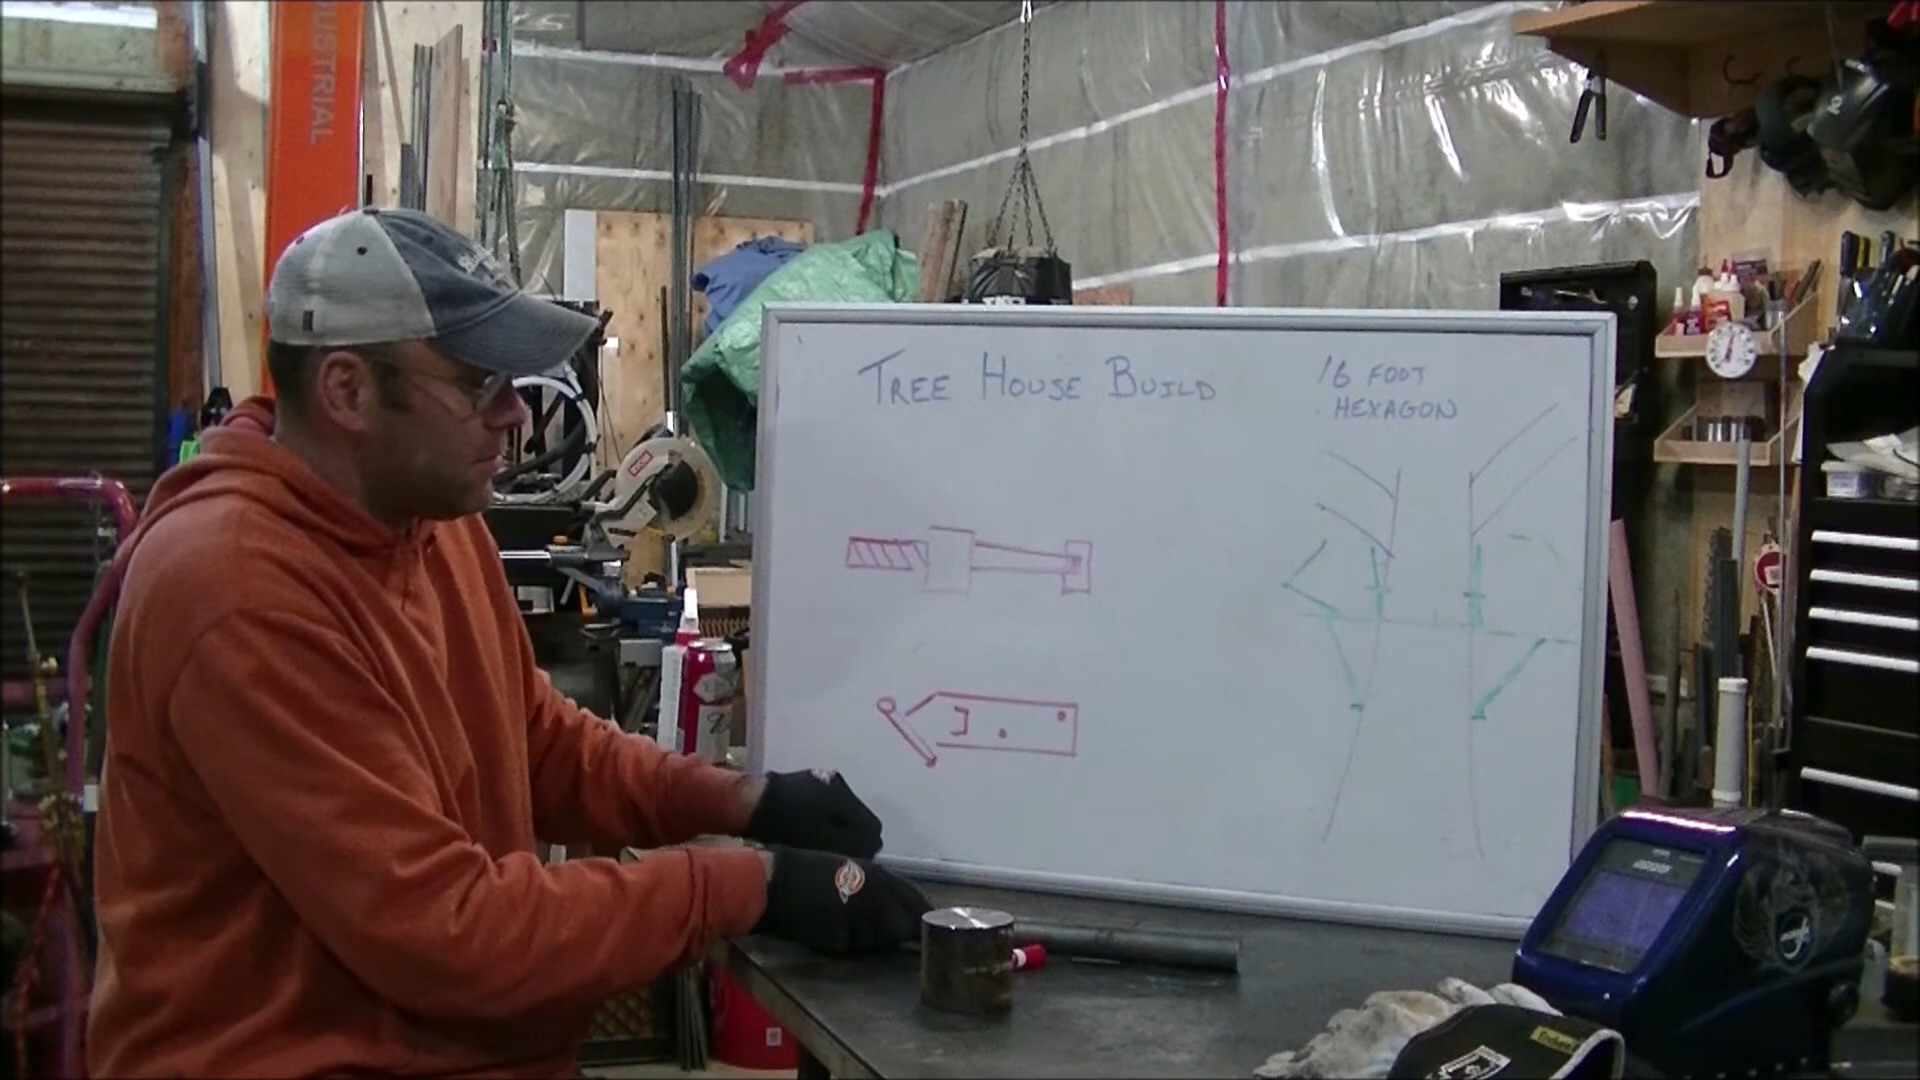 USTRIAL
TREE HOUSE BUILD
16 FOOT
HEXAGON